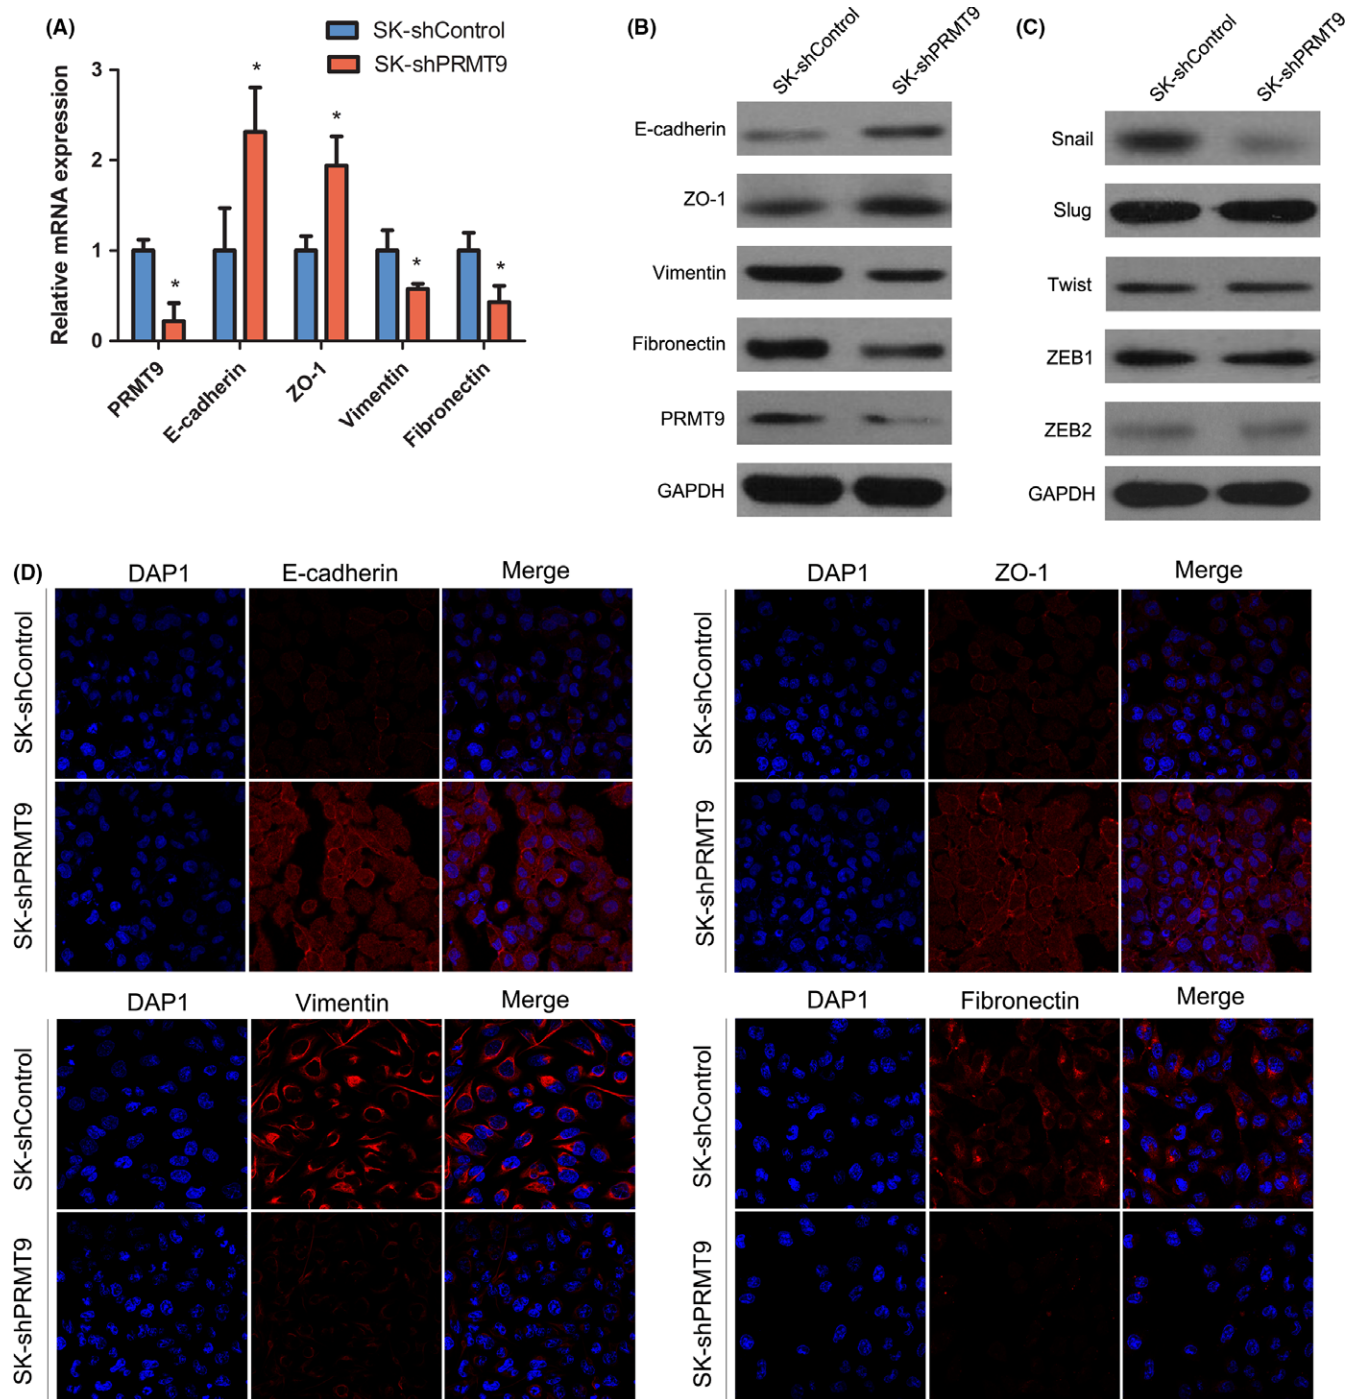 (A)
SK-shControl
SK-shPRMT9
Relative mRNA expression
3
2
1
0
PRMT9
E-cadherin
ZO-1
Vimentin
Fibronectin
*
*
*
*
*
(B)
SK-shControl
SK-shPRMT9
E-cadherin
ZO-1
Vimentin
Fibronectin
PRMT9
GAPDH
(C)
SK-shControl
SK-shPRMT9
Snail
Slug
Twist
ZEB1
ZEB2
GAPDH
(D)
DAP1 E-cadherin Merge
SK-shControl
SK-shPRMT9
DAP1 ZO-1 Merge
SK-shControl
SK-shPRMT9
DAP1 Vimentin Merge
SK-shControl
SK-shPRMT9
DAP1 Fibronectin Merge
SK-shControl
SK-shPRMT9